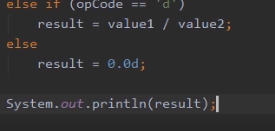 else if (opCode == 'd')
result = value1 / value2;
else
result = 0.0d;
System.out.println(result);